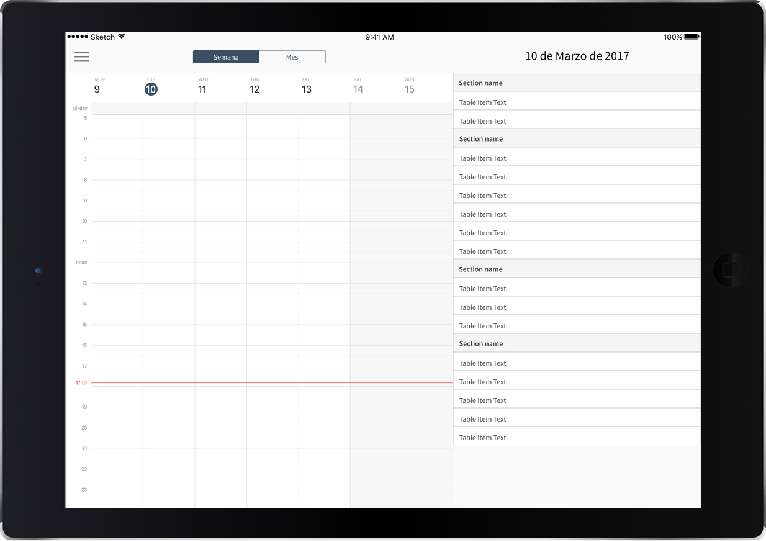 Sketch
9:41 AM
100%
Semana
Mes
10 de Marzo de 2017
MON
TUE
WED
THU
FRI
SAT
SUN
9
10
11
12
13
14
15
all-day
5
6
7
8
9
10
11
noon
13
14
15
16
17
19
20
21
22
23
Section name
Table Item Text
Table Item Text
Section name
Table Item Text
Table Item Text
Table Item Text
Table Item Text
Table Item Text
Table Item Text
Section name
Table Item Text
Table Item Text
Table Item Text
Section name
Table Item Text
Table Item Text
Table Item Text
Table Item Text
Table Item Text